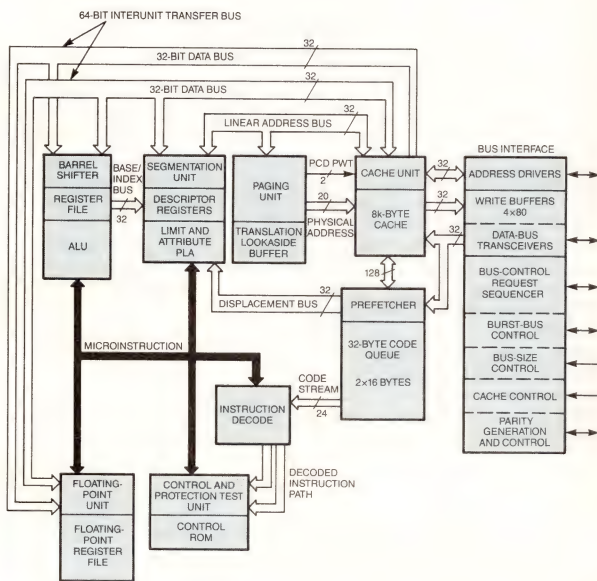 64-BIT INTERUNIT TRANSFER BUS
32-BIT DATA BUS
32
32-BIT DATA BUS
32
LINEAR ADDRESS BUS
32
BARREL
SHIFTER
REGISTER
FILE
ALU
BASE/
INDEX
BUS
32
SEGMENTATION
UNIT
DESCRIPTOR
REGISTERS
LIMIT AND
ATTRIBUTE
PLA
PAGING
UNIT
TRANSLATION
LOOKASIDE
BUFFER
PCD PWT
2
20
PHYSICAL
ADDRESS
CACHE UNIT
8k-BYTE
CACHE
32
32
32
BUS INTERFACE
ADDRESS DRIVERS
WRITE BUFFERS
4×80
DATA-BUS
TRANSCEIVERS
BUS-CONTROL
REQUEST
SEQUENCER
BURST-BUS
CONTROL
BUS-SIZE
CONTROL
CACHE CONTROL
PARITY
GENERATION
AND CONTROL
128
DISPLACEMENT BUS
32
PREFETCHER
32-BYTE CODE
QUEUE
2×16 BYTES
MICROINSTRUCTION
CODE
STREAM
24
INSTRUCTION
DECODE
DECODED
INSTRUCTION
PATH
FLOATING-
POINT
UNIT
FLOATING-
POINT
REGISTER
FILE
CONTROL AND
PROTECTION TEST
UNIT
CONTROL
ROM